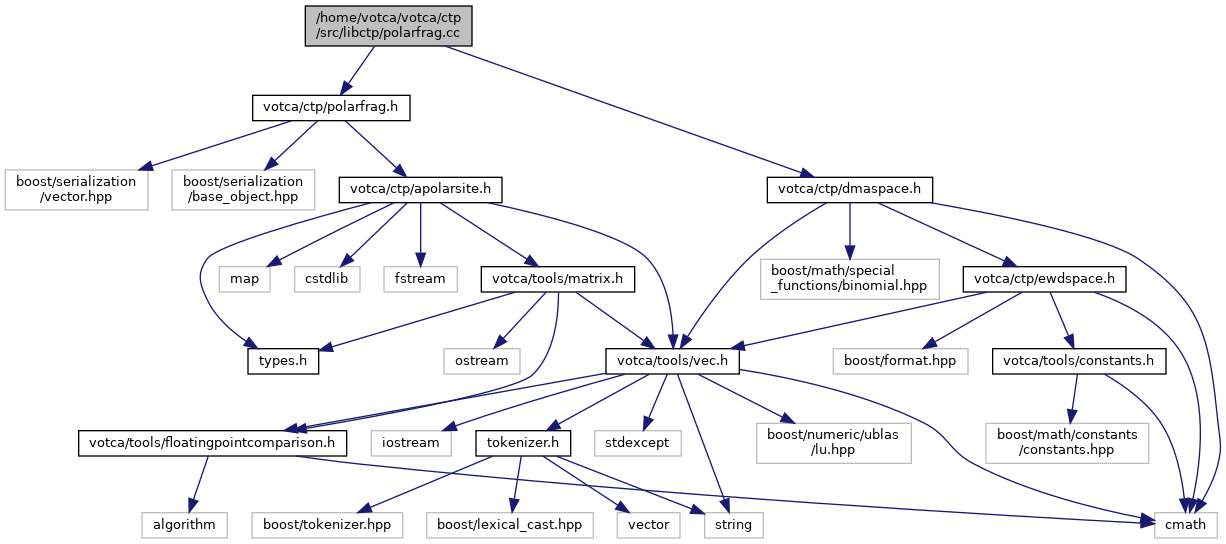 /home/votca/votca/ctp
/src/libctp/polarfrag.cc
votca/ctp/polarfrag.h
boost/serialization
/vector.hpp
boost/serialization
/base_object.hpp
votca/ctp/apolarsite.h
votca/ctp/dmaspace.h
map
cstdlib
fstream
votca/tools/matrix.h
boost/math/special
_functions/binomial.hpp
votca/ctp/ewdspace.h
types.h
ostream
votca/tools/vec.h
boost/format.hpp
votca/tools/constants.h
votca/tools/floatingpointcomparison.h
iostream
tokenizer.h
stdexcept
boost/numeric/ublas
/lu.hpp
boost/math/constants
/constants.hpp
algorithm
boost/tokenizer.hpp
boost/lexical_cast.hpp
vector
string
cmath